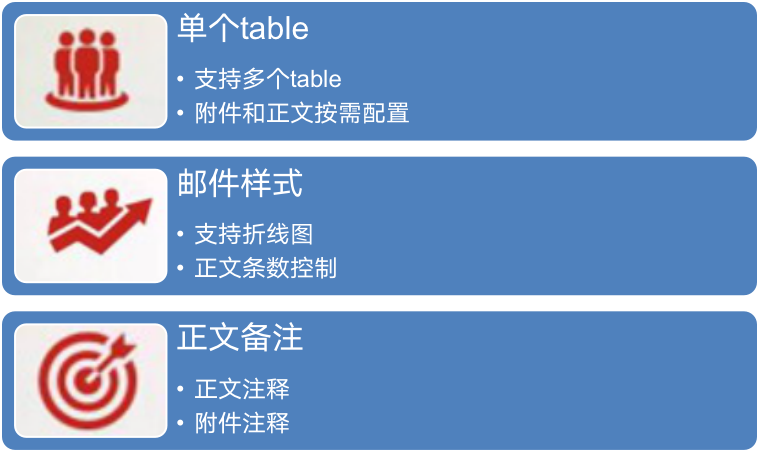 单个table
• 支持多个table
• 附件和正文按需配置
邮件样式
• 支持折线图
• 正文条数控制
正文备注
• 正文注释
• 附件注释